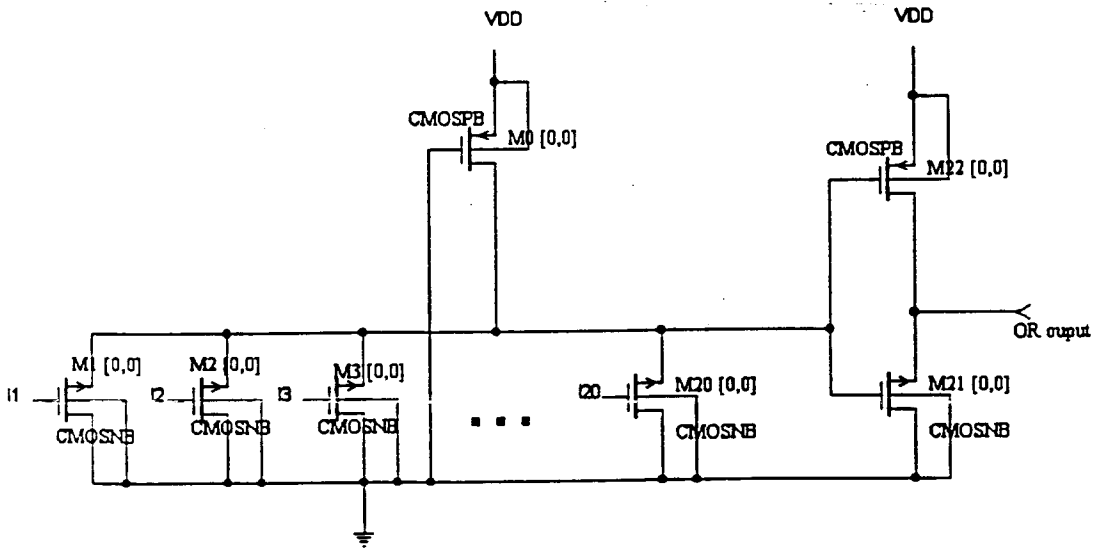 VDD
VDD
CMOSPB
M0 [0,0]
CMOSPB
M22 [0,0]
OR ouput
M1 [0,0]
M2 [0,0]
M3 [0,0]
M20 [0,0]
M21 [0,0]
I1
I2
I3
I20
CMOSNB
CMOSNB
CMOSNB
CMOSNB
CMOSNB